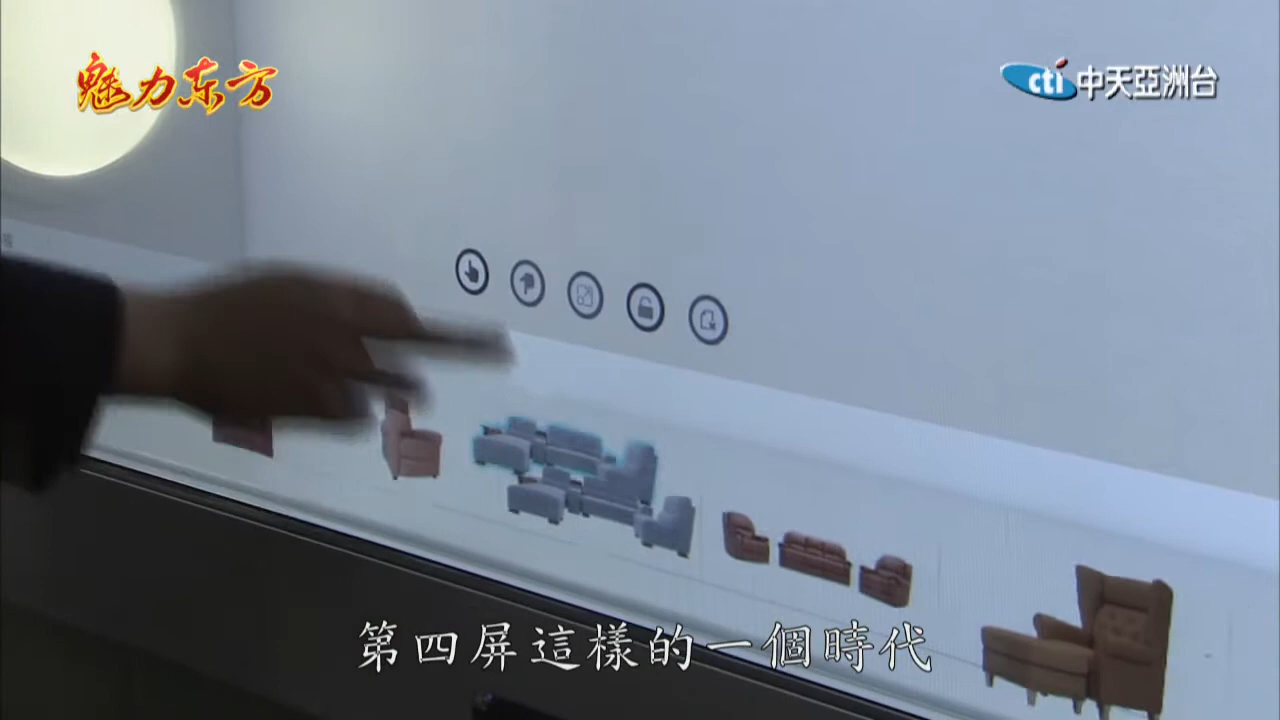 魅力东方
cti中天亞洲台
第四屏這樣的一個時代